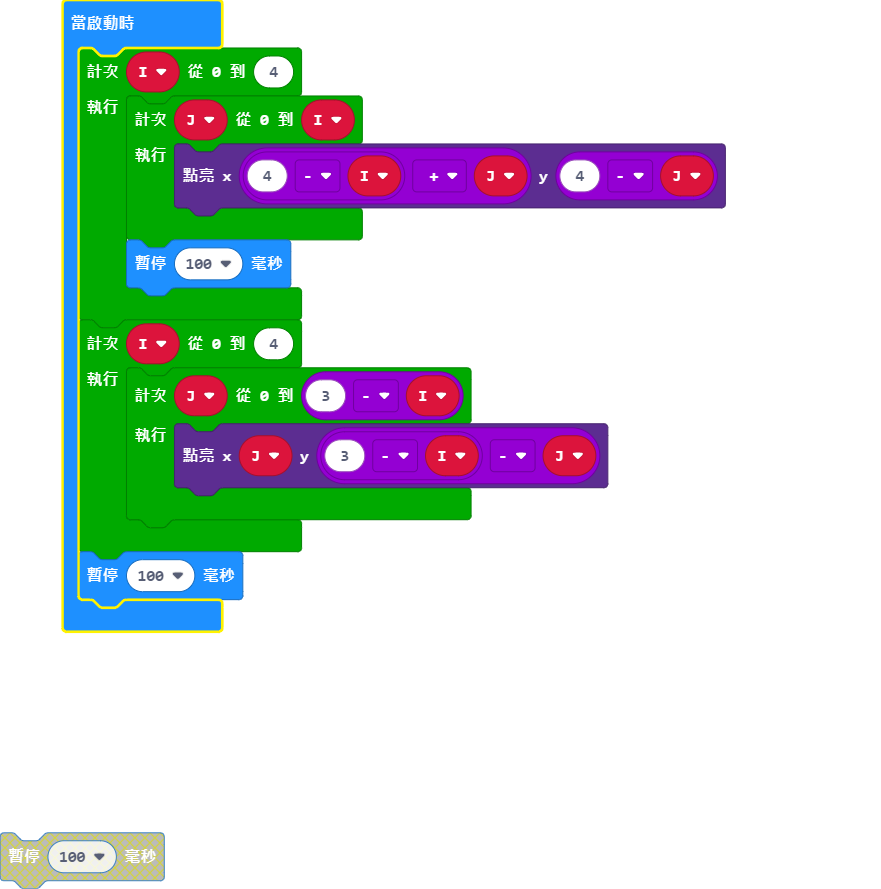 當啟動時
計次 I 從 0 到 4
執行
計次 J 從 0 到 I
執行
點亮 x 4 - I + J y 4 - J
暫停 100 毫秒
計次 I 從 0 到 4
執行
計次 J 從 0 到 3 - I
執行
點亮 x J y 3 - I - J
暫停 100 毫秒
暫停 100 毫秒